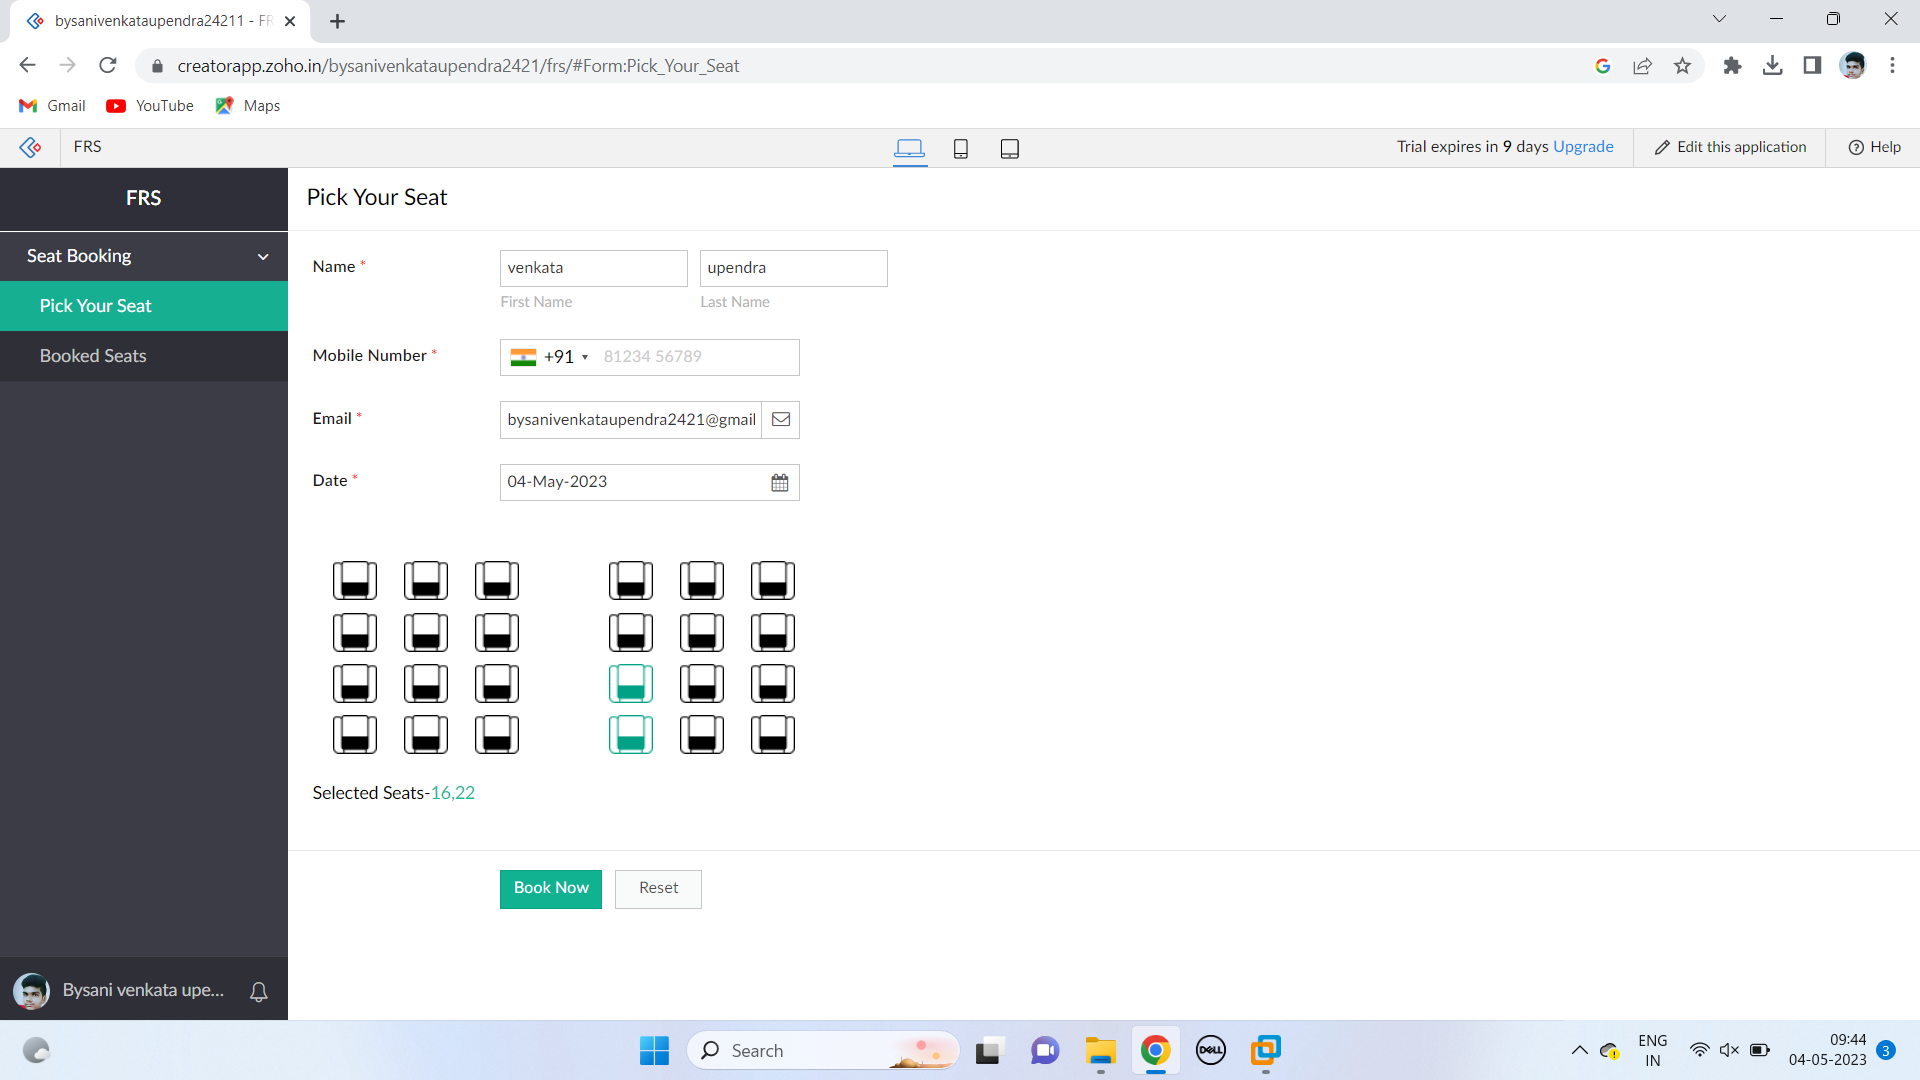 bysanivenkataupendra24211 - FR
creatorapp.zoho.in/bysanivenkataupendra2421/frs/#Form:Pick_Your_Seat
Gmail YouTube Maps
FRS
Trial expires in 9 days Upgrade
Edit this application
Help
FRS
Seat Booking
Pick Your Seat
Booked Seats
Pick Your Seat
Name *
venkata upendra
First Name Last Name
Mobile Number *
+91 81234 56789
Email *
bysanivenkataupendra2421@gmail
Date *
04-May-2023
Selected Seats-16,22
Book Now Reset
Bysani venkata upe...
Search
DELL
ENG
IN
09:44
04-05-2023
3